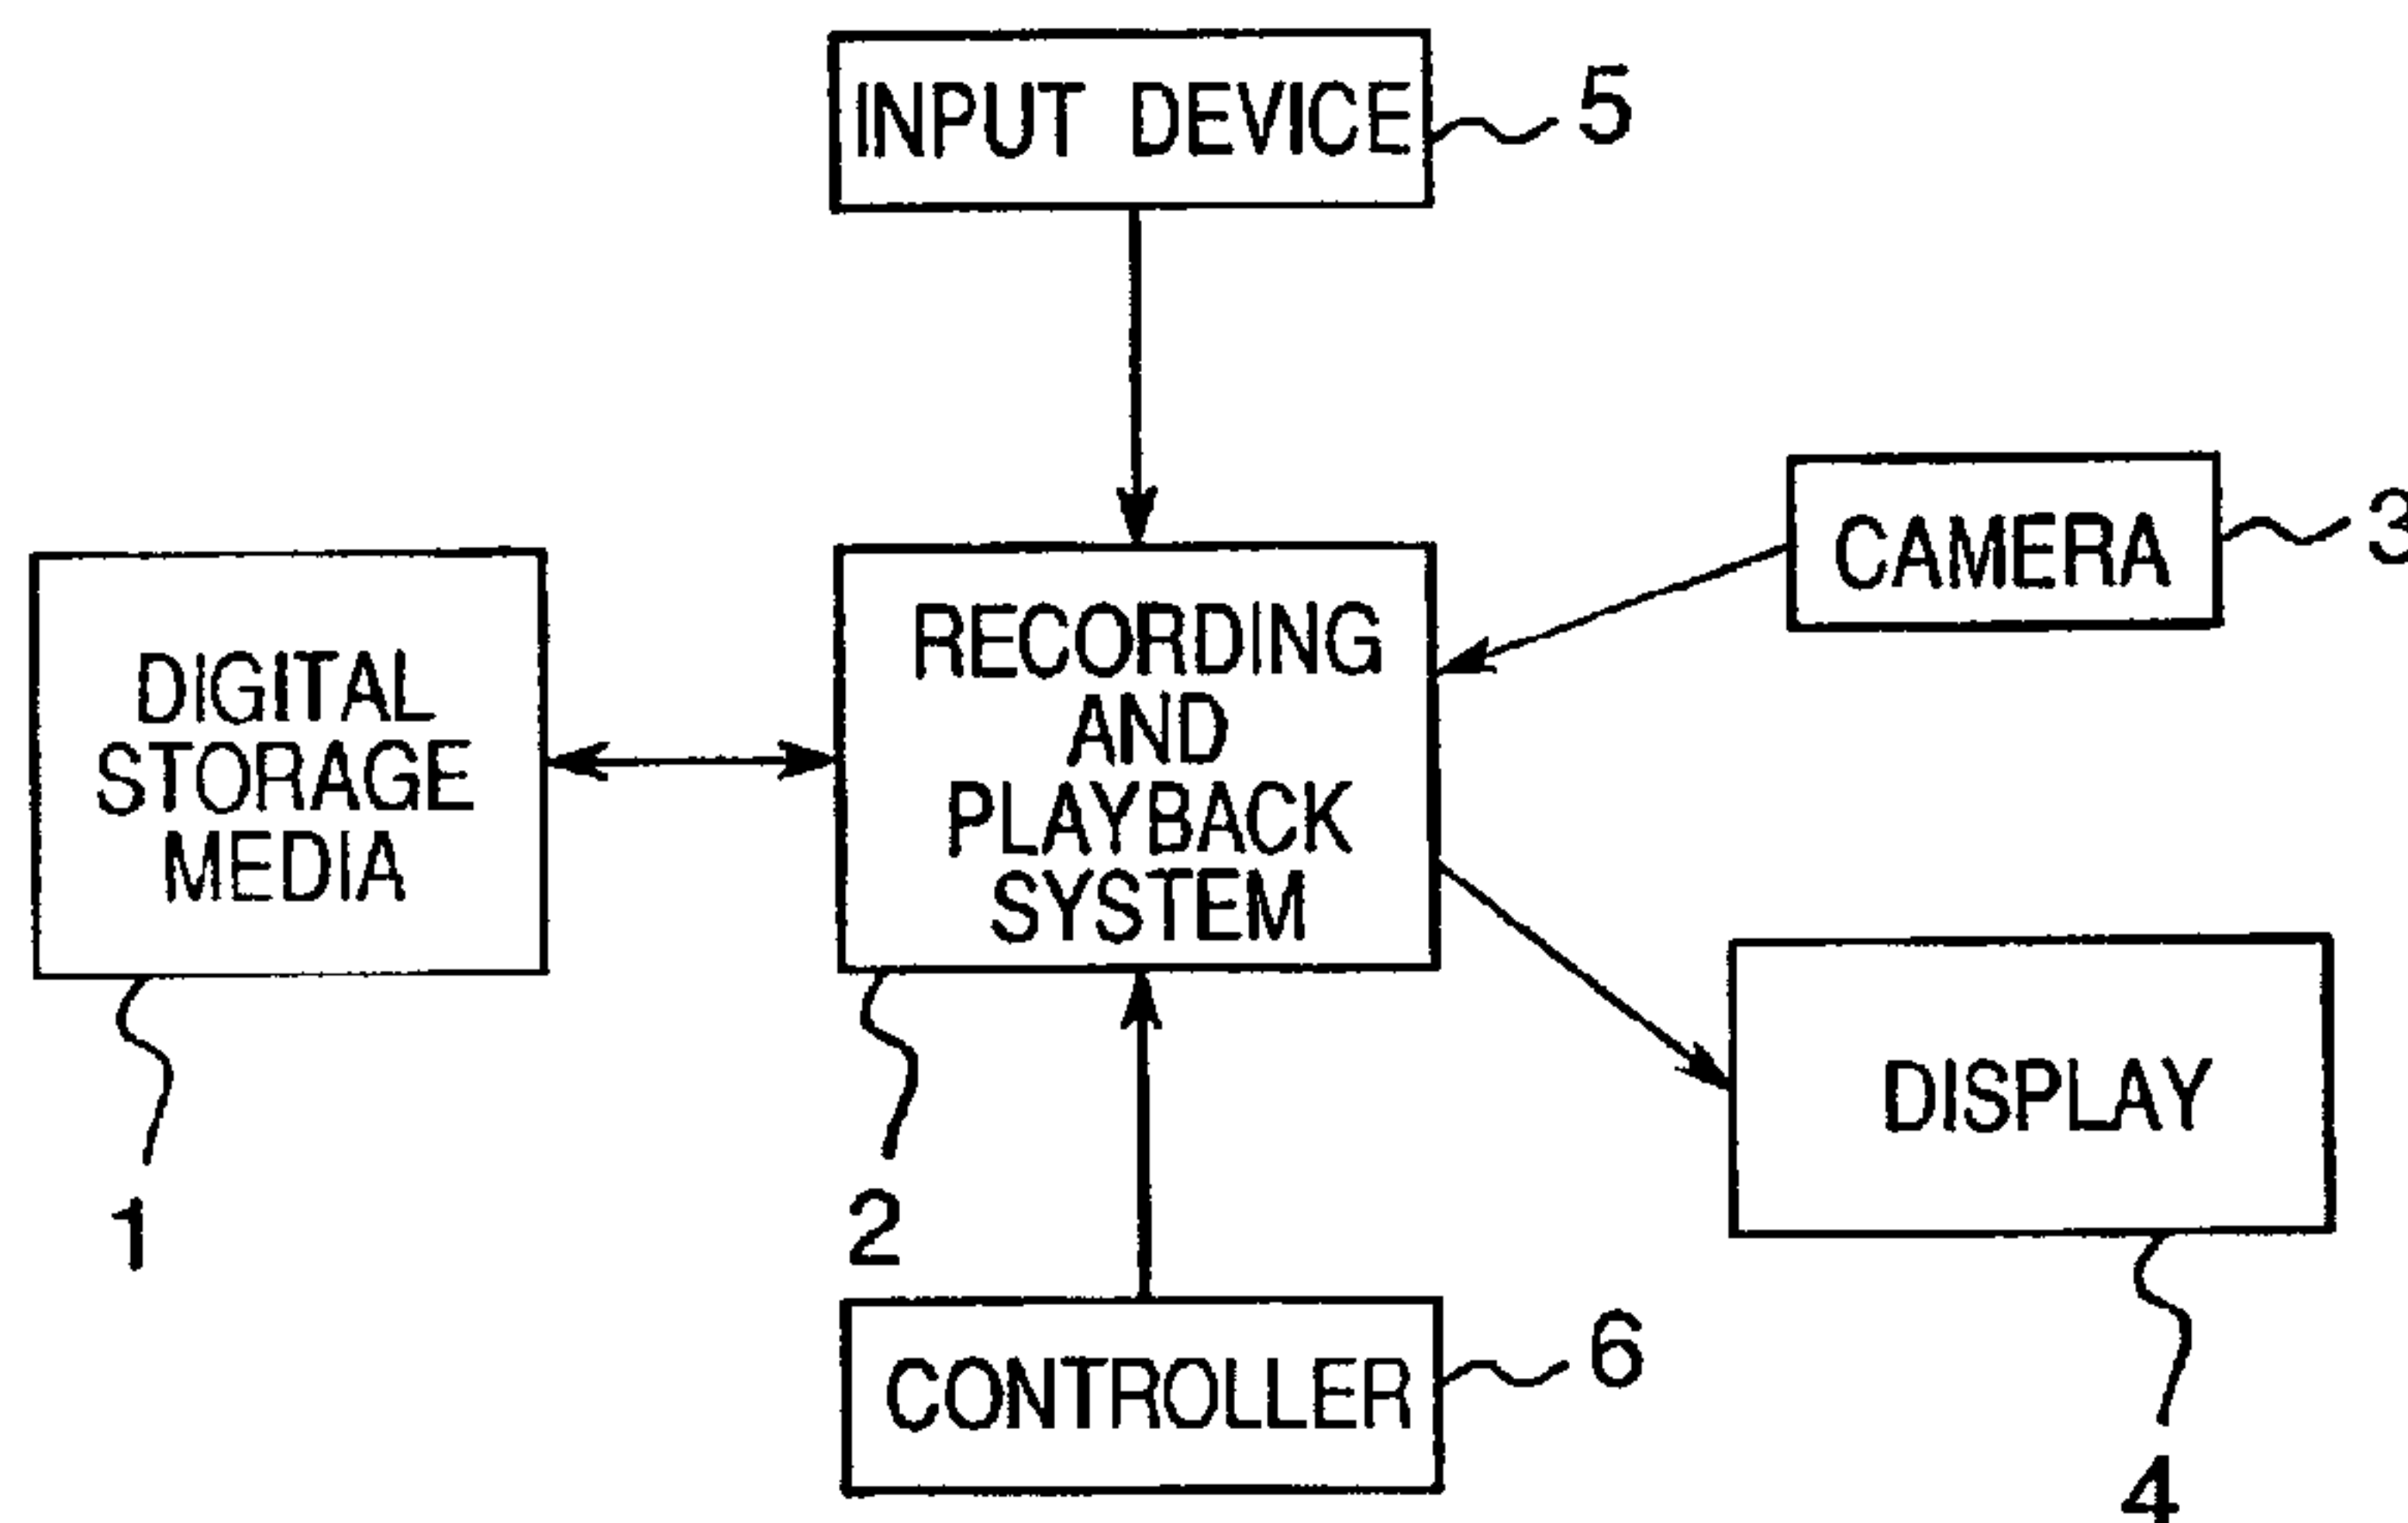 INPUT DEVICE
5
CAMERA
3
DIGITAL
STORAGE
MEDIA
1
RECORDING
AND
PLAYBACK
SYSTEM
2
DISPLAY
4
CONTROLLER
6